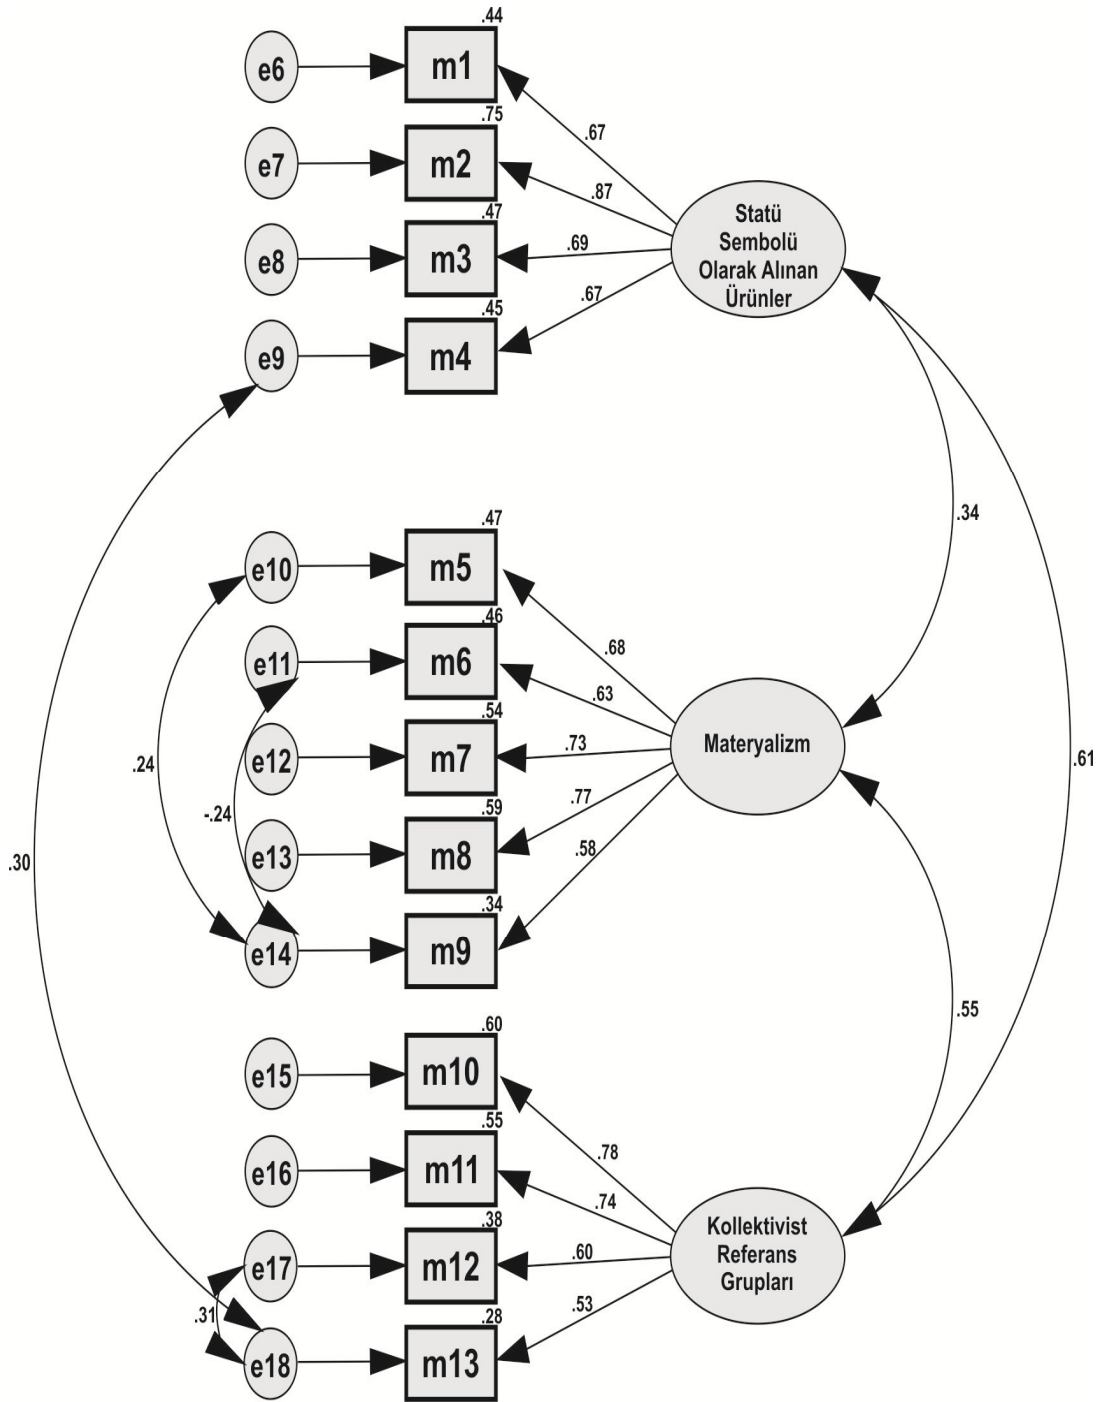 .44
e6
m1
.67
.75
e7
m2
.87
.47
e8
m3
.69
.45
e9
m4
.67
Statü
Sembolü
Olarak Alınan
Ürünler
.34
.47
e10
m5
.68
.46
e11
m6
.63
.54
e12
m7
.73
.59
e13
m8
.77
.34
e14
m9
.58
Materyalizm
.61
.24
-.24
.30
.55
.60
e15
m10
.78
.55
e16
m11
.74
.38
e17
m12
.60
.28
e18
m13
.53
.31
Kollektivist
Referans
Grupları